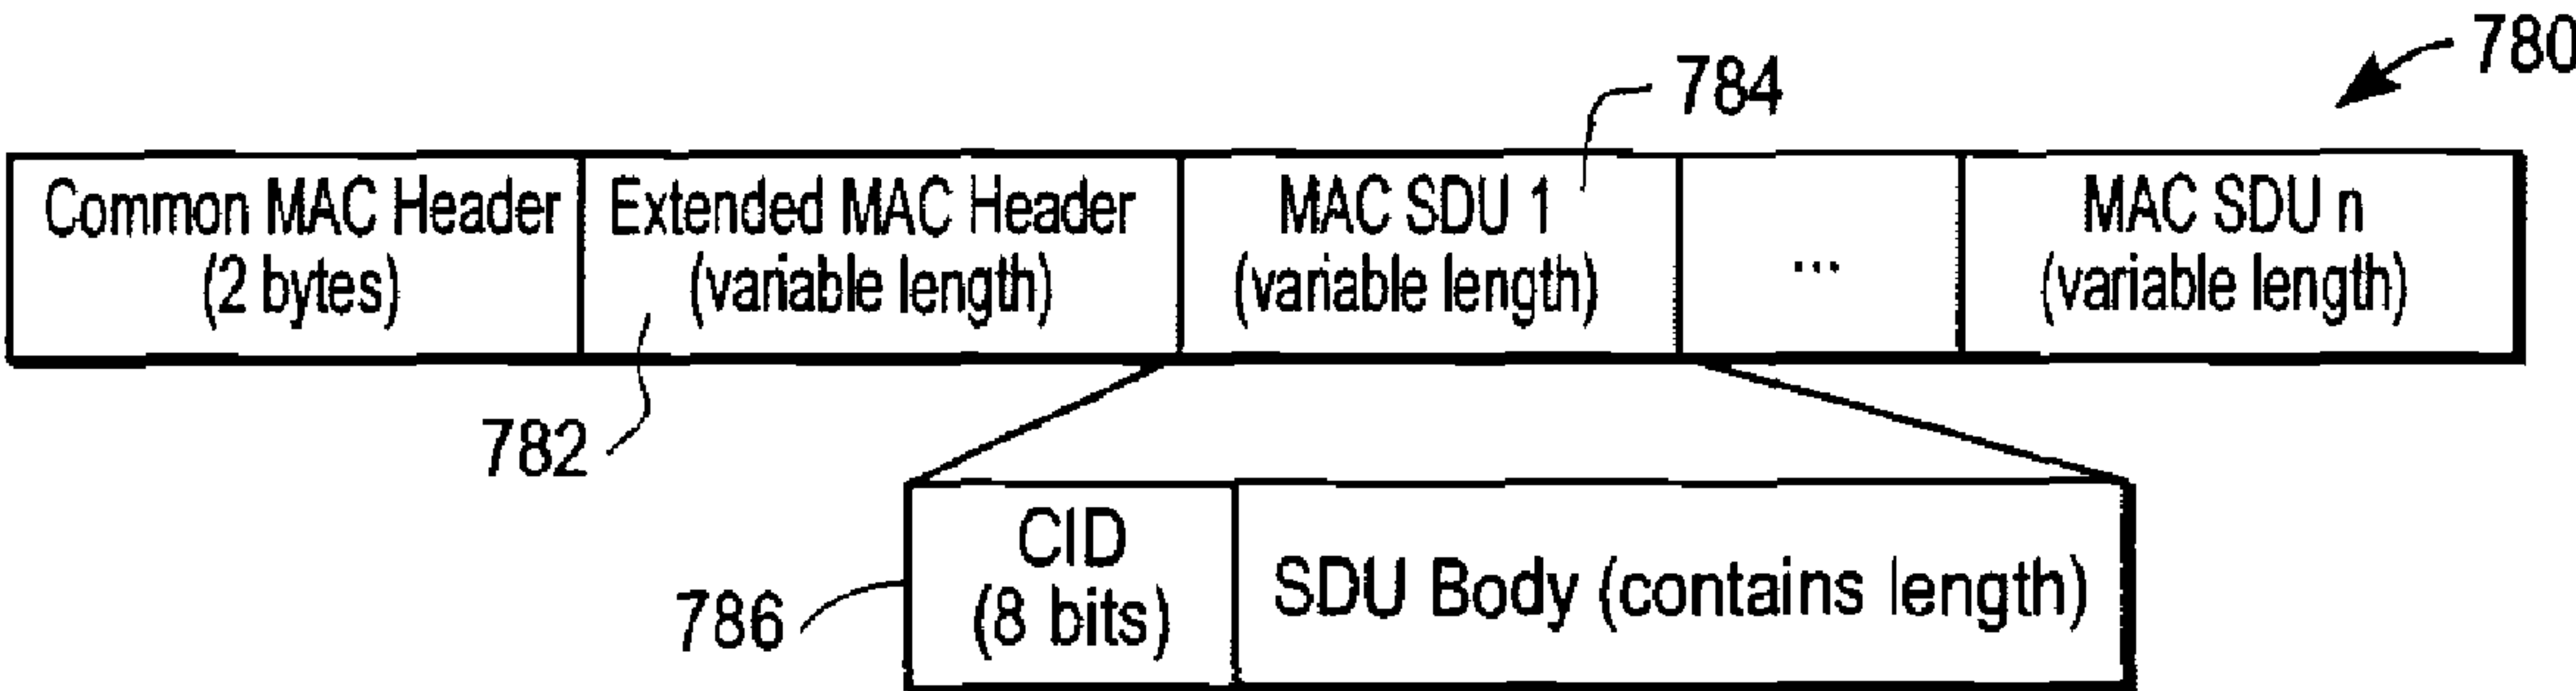 780
784
Common MAC Header
(2 bytes)
Extended MAC Header
(variable length)
MAC SDU 1
(variable length)
...
MAC SDU n
(variable length)
782
CID
(8 bits)
SDU Body (contains length)
786